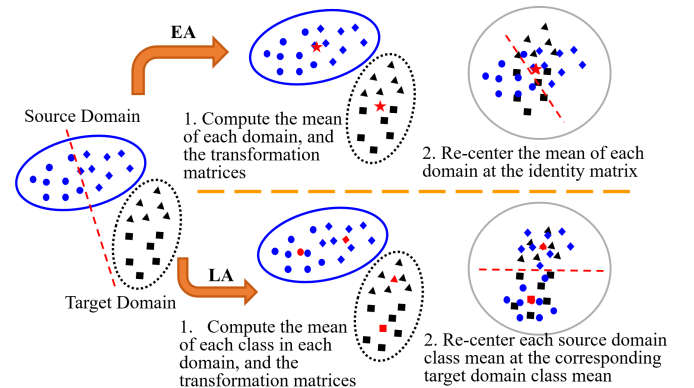 EA
Source Domain
1. Compute the mean
of each domain, and
the transformation
matrices
2. Re-center the mean of each
domain at the identity matrix
Target Domain
LA
1. Compute the mean
of each class in each
domain, and the
transformation matrices
2. Re-center each source domain
class mean at the corresponding
target domain class mean